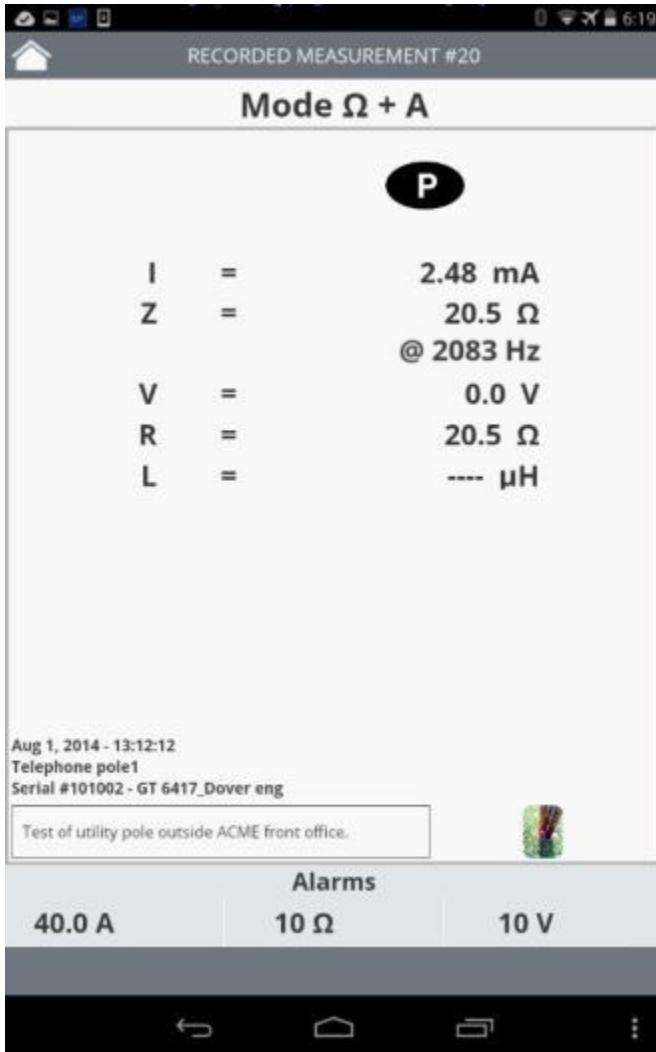 6:19
RECORDED MEASUREMENT #20
Mode Ω + A
P
I = 2.48 mA
Z = 20.5 Ω
@ 2083 Hz
V = 0.0 V
R = 20.5 Ω
L = ---- µH
Aug 1, 2014 - 13:12:12
Telephone pole1
Serial #101002 - GT 6417_Dover eng
Test of utility pole outside ACME front office.
Alarms
40.0 A 10 Ω 10 V